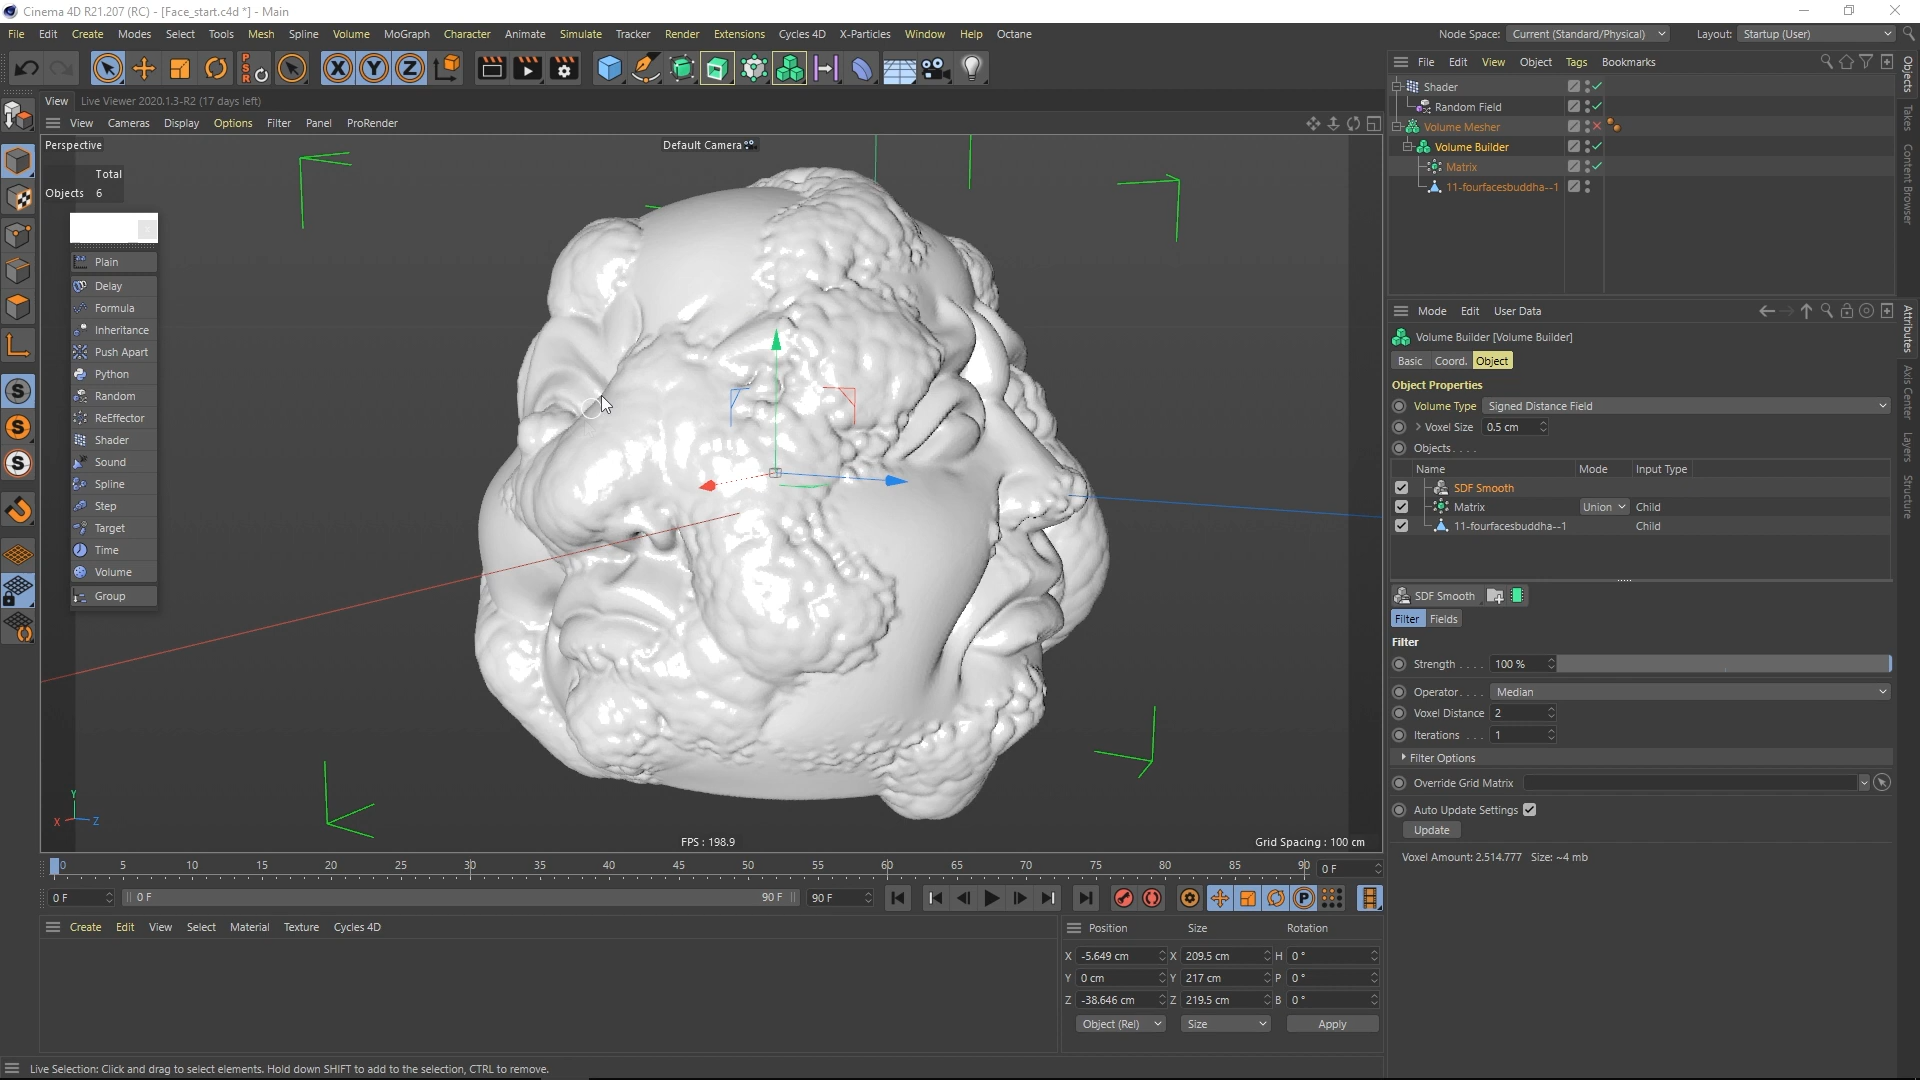 Cinema 4D R21.207 (RC) - [Face_start.c4d *] - Main
File Edit Create Modes Select Tools Mesh Spline Volume MoGraph Character Animate Simulate Tracker Render Extensions Cycles 4D X-Particles Window Help Octane
Node Space: Current (Standard/Physical) Layout: Startup (User)
X Y Z
PSR
View Live Viewer 2020.1.3-R2 (17 days left)
View Cameras Display Options Filter Panel ProRender
Perspective
Default Camera
Total
Objects 6
Plain
Delay
Formula
Inheritance
Push Apart
Python
Random
ReEffector
Shader
Sound
Spline
Step
Target
Time
Volume
Group
Y
X Z
FPS : 198.9
Grid Spacing : 100 cm
0 5 10 15 20 25 30 35 40 45 50 55 60 65 70 75 80 85 90
0 F
0 F 0 F 90 F 90 F
Create Edit View Select Material Texture Cycles 4D
Position Size Rotation
X -5.649 cm X 209.5 cm H 0 °
Y 0 cm Y 217 cm P 0 °
Z -38.646 cm Z 219.5 cm B 0 °
Object (Rel) Size Apply
Live Selection: Click and drag to select elements. Hold down SHIFT to add to the selection, CTRL to remove.
File Edit View Object Tags Bookmarks
Shader
Random Field
Volume Mesher
Volume Builder
Matrix
11-fourfacesbuddha--1
Mode Edit User Data
Volume Builder [Volume Builder]
Basic Coord. Object
Object Properties
Volume Type Signed Distance Field
Voxel Size 0.5 cm
Objects . . . .
Name Mode Input Type
SDF Smooth
Matrix Union Child
11-fourfacesbuddha--1 Child
SDF Smooth
Filter Fields
Filter
Strength . . . . 100 %
Operator. . . . Median
Voxel Distance 2
Iterations . . . 1
Filter Options
Override Grid Matrix
Auto Update Settings
Update
Voxel Amount: 2.514.777 Size: ~4 mb
Objects
Takes
Content Browser
Attributes
Axis Center
Layers
Structure